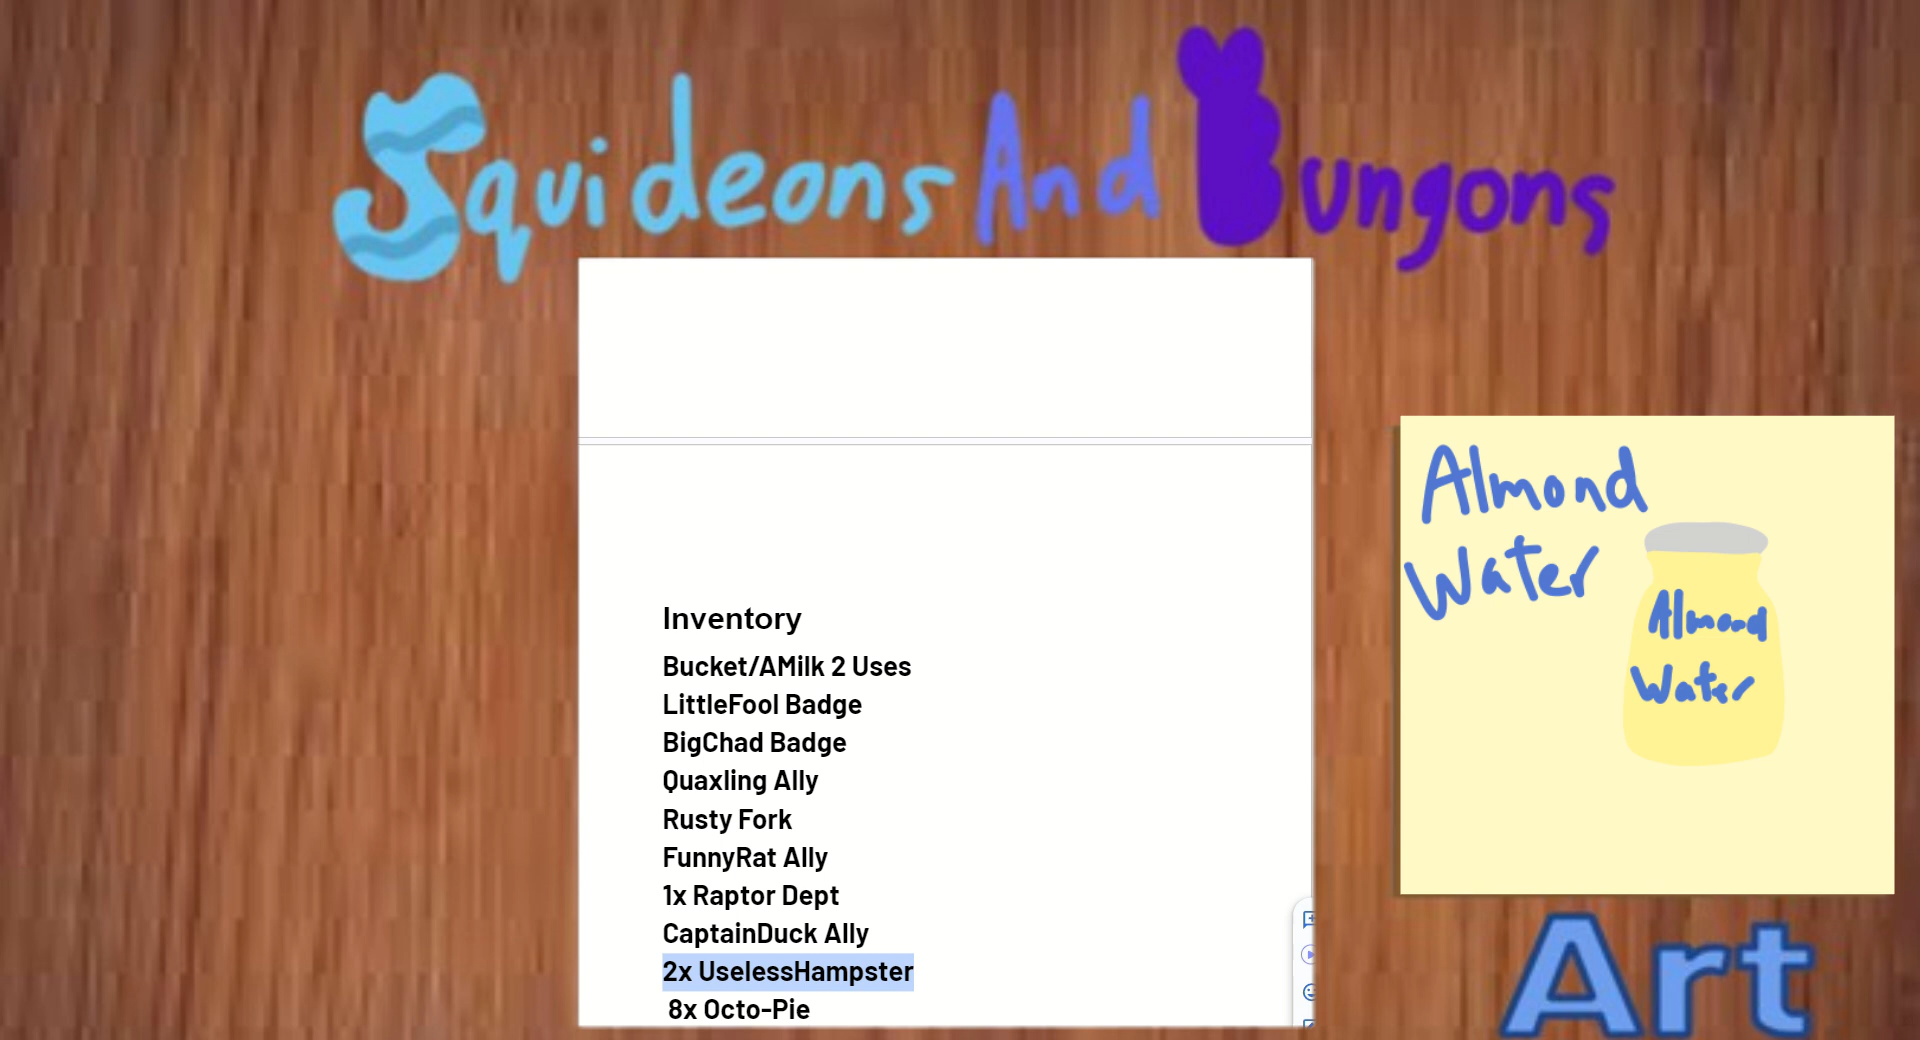 Squideons And Bungons
Inventory
Bucket/AMilk 2 Uses
LittleFool Badge
BigChad Badge
Quaxling Ally
Rusty Fork
FunnyRat Ally
1x Raptor Dept
CaptainDuck Ally
2x UselessHampster
8x Octo-Pie
Almond
Water
Almond
Water
Art